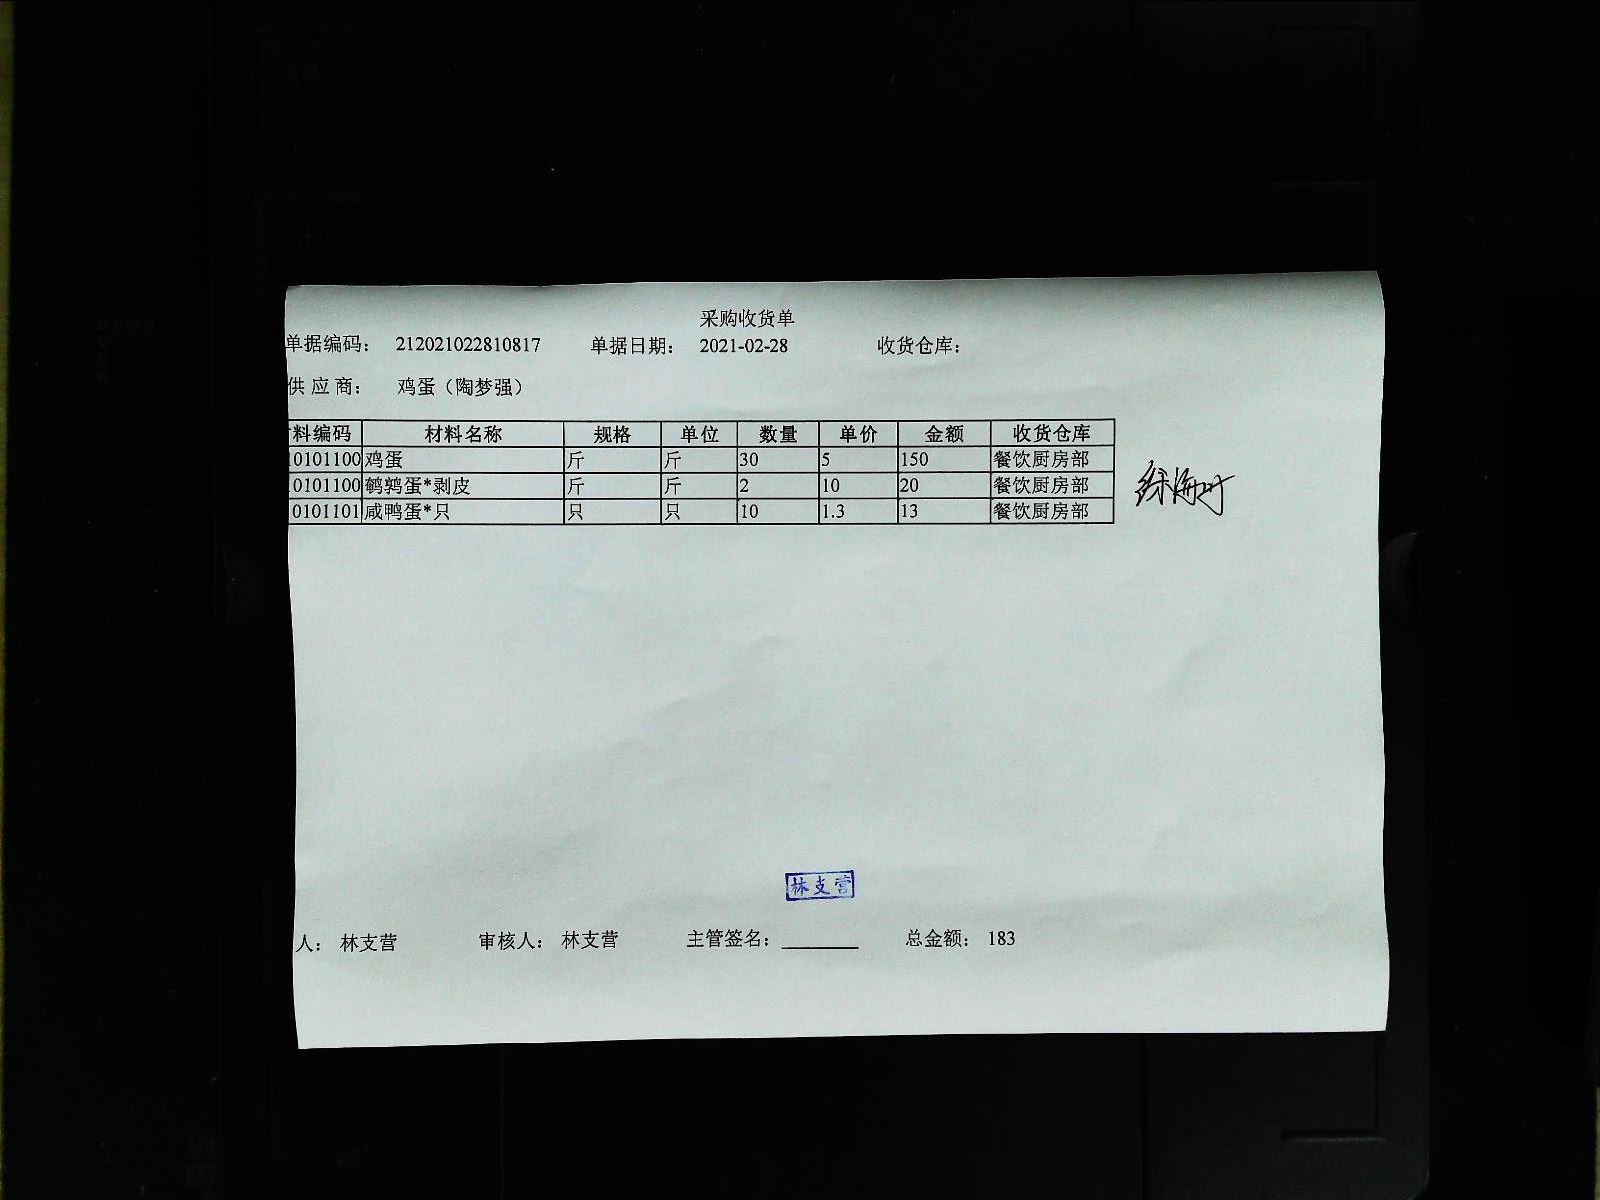 采购收货单
单据编码： 212021022810817 单据日期： 2021-02-28 收货仓库：
供应商： 鸡蛋（陶梦强）
料编码 材料名称 规格 单位 数量 单价 金额 收货仓库
0101100 鸡蛋 斤 斤 30 5 150 餐饮厨房部
0101100 鹌鹑蛋*剥皮 斤 斤 2 10 20 餐饮厨房部
0101101 咸鸭蛋*只 只 只 10 1.3 13 餐饮厨房部
林支营
人： 林支营 审核人： 林支营 主管签名： 总金额： 183